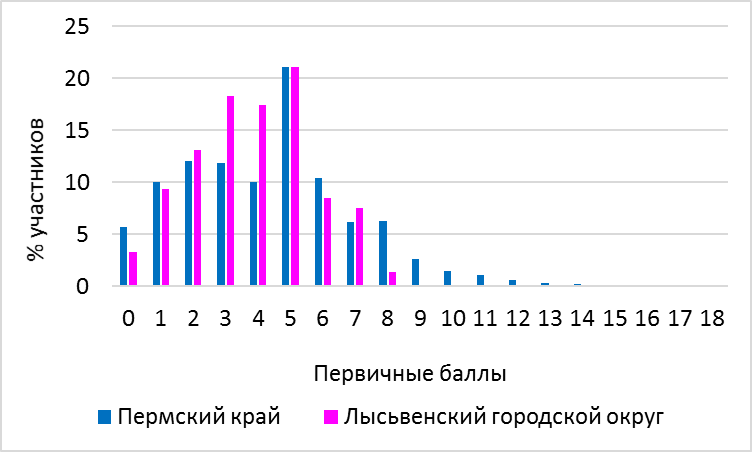 25
20
15
10
5
0
% участников
0 1 2 3 4 5 6 7 8 9 10 11 12 13 14 15 16 17 18
Первичные баллы
Пермский край Лысьвенский городской округ